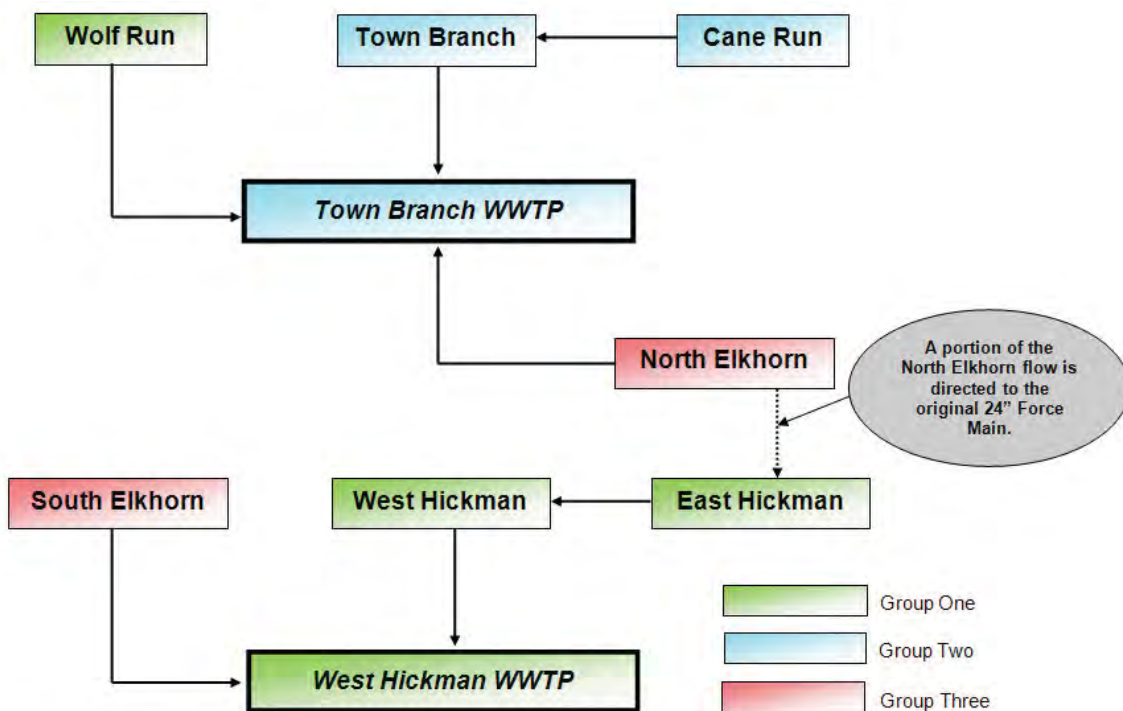 Wolf Run
Town Branch
Cane Run
Town Branch WWTP
North Elkhorn
A portion of the
North Elkhorn flow is
directed to the
original 24” Force
Main.
South Elkhorn
West Hickman
East Hickman
Group One
Group Two
West Hickman WWTP
Group Three